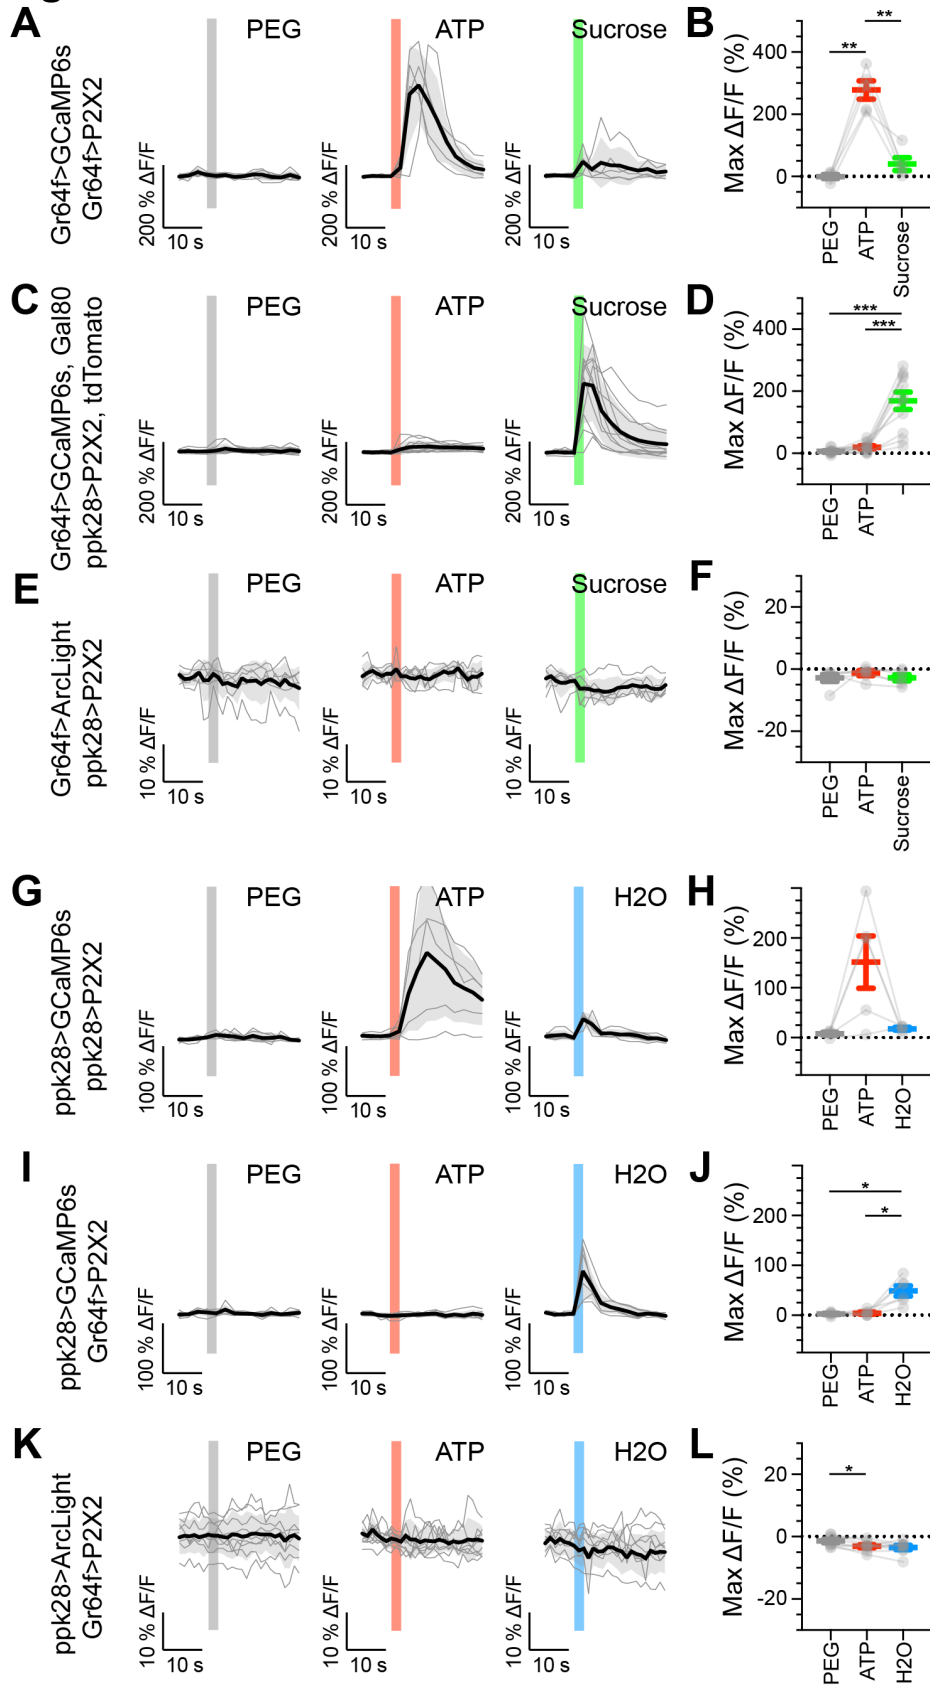 A
Gr64f>GCaMP6s
Gr64f>P2X2
PEG
200 % ΔF/F
10 s
ATP
200 % ΔF/F
10 s
Sucrose
200 % ΔF/F
10 s
B
Max ΔF/F (%)
**
**
400
200
0
PEG
ATP
Sucrose
C
Gr64f>GCaMP6s, Gal80
ppk28>P2X2, tdTomato
PEG
200 % ΔF/F
10 s
ATP
200 % ΔF/F
10 s
Sucrose
200 % ΔF/F
10 s
D
Max ΔF/F (%)
***
***
400
200
0
PEG
ATP
E
Gr64f>ArcLight
ppk28>P2X2
PEG
10 % ΔF/F
10 s
ATP
10 % ΔF/F
10 s
Sucrose
10 % ΔF/F
10 s
F
Max ΔF/F (%)
20
0
-20
PEG
ATP
Sucrose
G
ppk28>GCaMP6s
ppk28>P2X2
PEG
100 % ΔF/F
10 s
ATP
100 % ΔF/F
10 s
H2O
100 % ΔF/F
10 s
H
Max ΔF/F (%)
200
100
0
PEG
ATP
H2O
I
ppk28>GCaMP6s
Gr64f>P2X2
PEG
100 % ΔF/F
10 s
ATP
100 % ΔF/F
10 s
H2O
100 % ΔF/F
10 s
J
Max ΔF/F (%)
*
*
200
100
0
PEG
ATP
H2O
K
ppk28>ArcLight
Gr64f>P2X2
PEG
10 % ΔF/F
10 s
ATP
10 % ΔF/F
10 s
H2O
10 % ΔF/F
10 s
L
Max ΔF/F (%)
*
20
0
-20
PEG
ATP
H2O